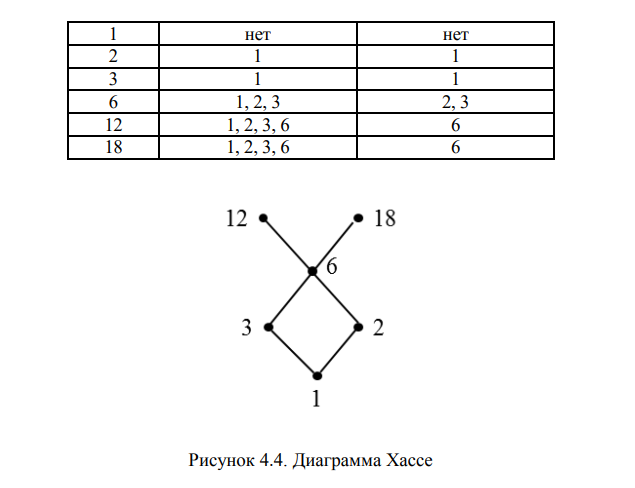 1 нет нет
2 1 1
3 1 1
6 1, 2, 3 2, 3
12 1, 2, 3, 6 6
18 1, 2, 3, 6 6
12 18
6
3 2
1
Рисунок 4.4. Диаграмма Хассе